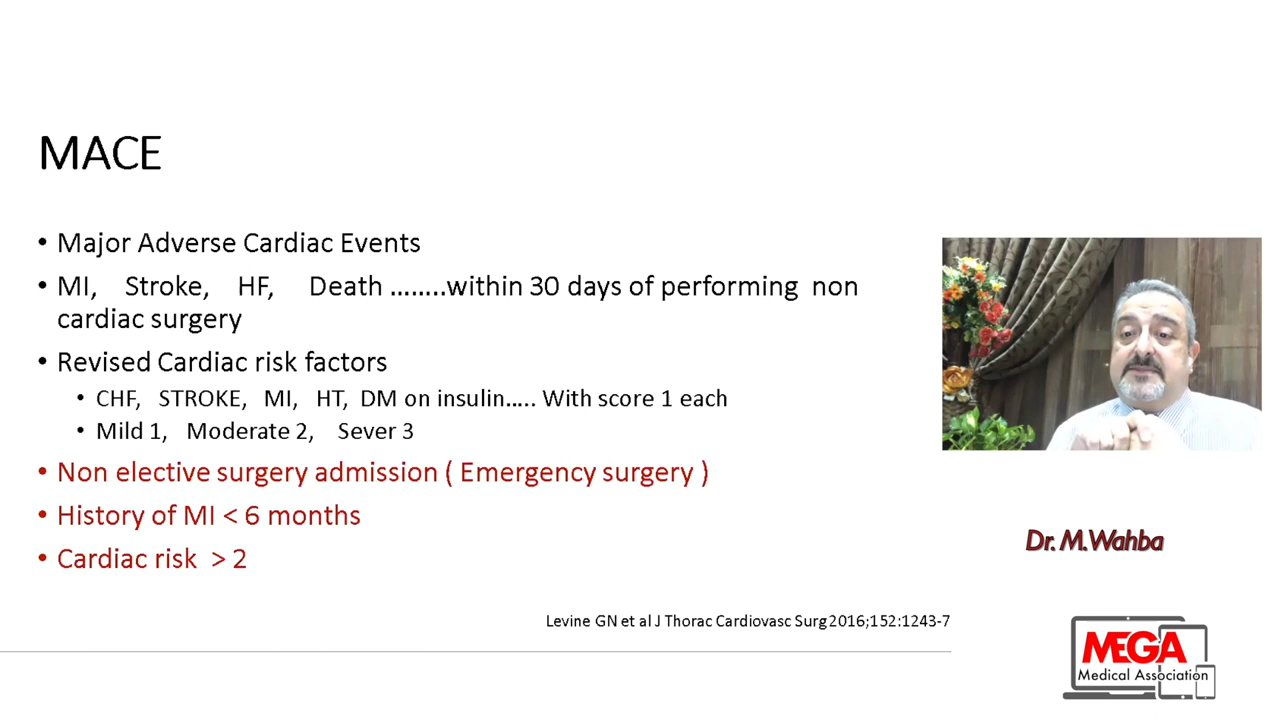 MACE
• Major Adverse Cardiac Events
• MI, Stroke, HF, Death ........within 30 days of performing non
cardiac surgery
• Revised Cardiac risk factors
• CHF, STROKE, MI, HT, DM on insulin..... With score 1 each
• Mild 1, Moderate 2, Sever 3
• Non elective surgery admission ( Emergency surgery )
• History of MI < 6 months
• Cardiac risk > 2
Dr. M.Wahba
Levine GN et al J Thorac Cardiovasc Surg 2016;152:1243-7
MEGA
Medical Association